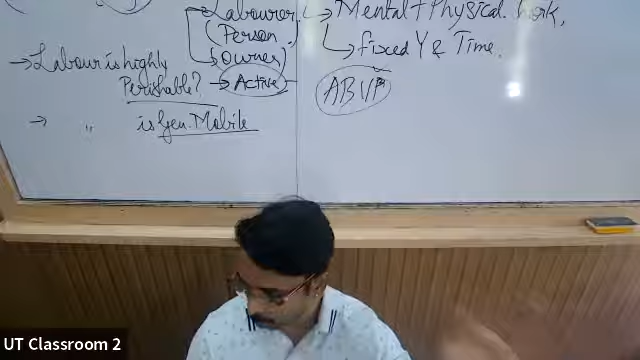 Labourer → Mental + Physical Work,
(Person
Owner) → fixed Y & Time.
→ Labour is highly
Perishable? → Active
ABVP
→ " is Gen. Mobile
UT Classroom 2